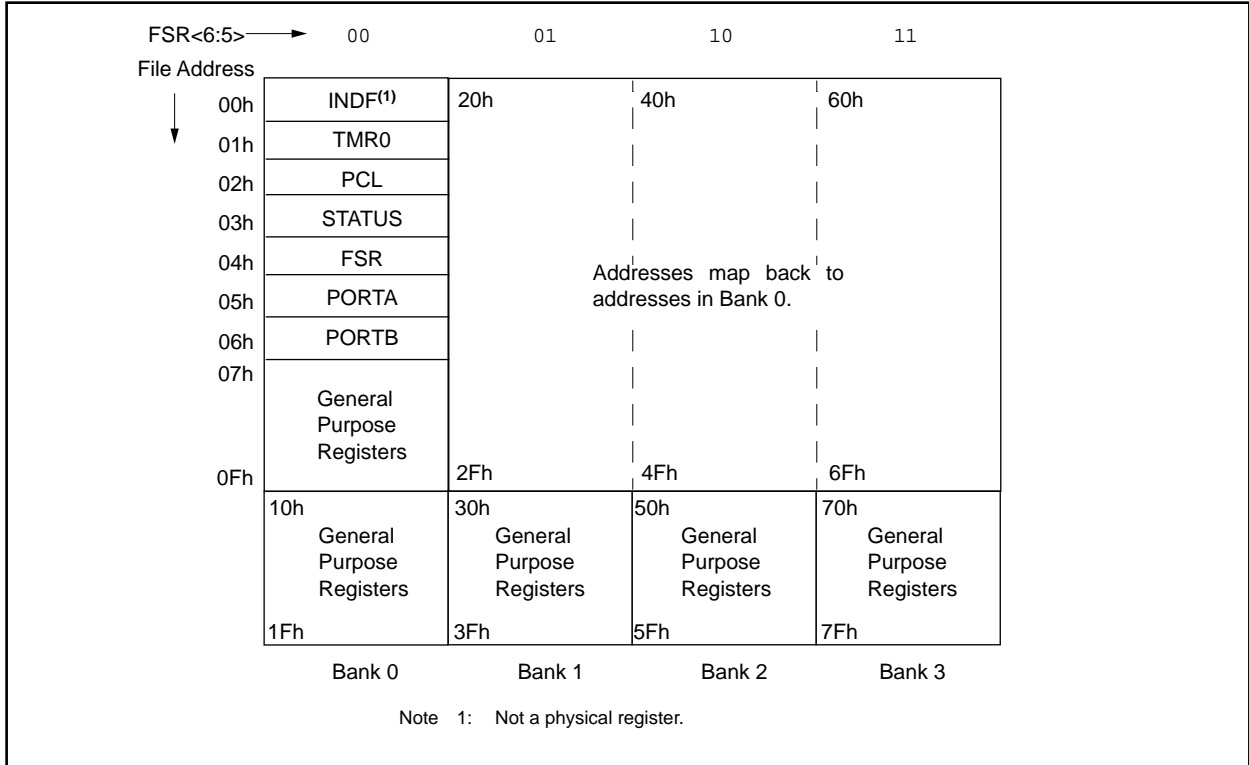 FSR<6:5> 00 01 10 11
File Address
00h INDF(1) 20h 40h 60h
01h TMR0
02h PCL
03h STATUS
04h FSR
Addresses map back to
addresses in Bank 0.
05h PORTA
06h PORTB
07h
General
Purpose
Registers
0Fh 2Fh 4Fh 6Fh
10h 30h 50h 70h
General General General General
Purpose Purpose Purpose Purpose
Registers Registers Registers Registers
1Fh 3Fh 5Fh 7Fh
Bank 0 Bank 1 Bank 2 Bank 3
Note 1: Not a physical register.